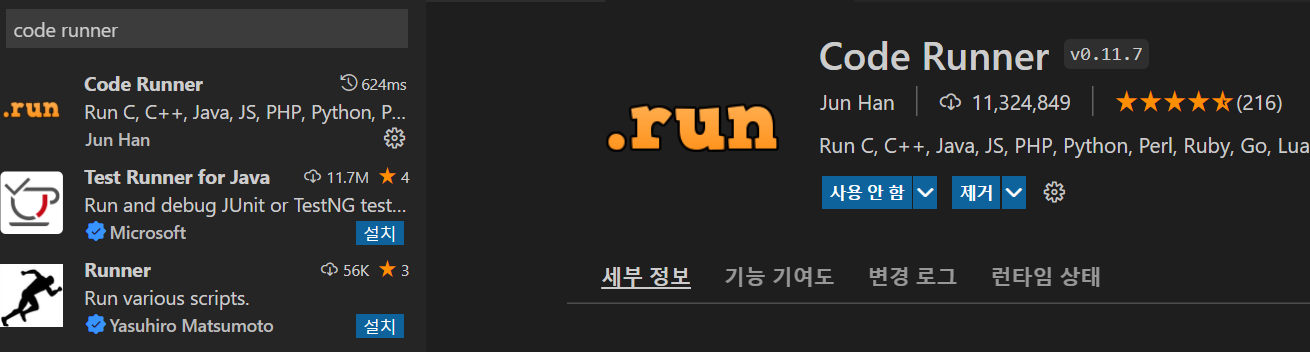 code runner
.run
Code Runner 624ms
Run C, C++, Java, JS, PHP, Python, P...
Jun Han
Test Runner for Java 11.7M 4
Run and debug JUnit or TestNG test...
Microsoft 설치
Runner 56K 3
Run various scripts.
Yasuhiro Matsumoto 설치
.run
Code Runner v0.11.7
Jun Han 11,324,849 (216)
Run C, C++, Java, JS, PHP, Python, Perl, Ruby, Go, Lua
사용 안 함 제거
세부 정보 기능 기여도 변경 로그 런타임 상태